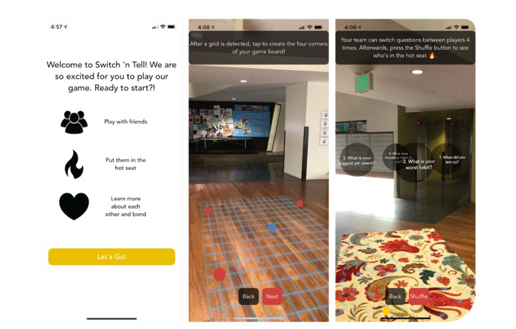 4:57
Welcome to Switch 'n Tell! We are
so excited for you to play our
game. Ready to start?!
Play with friends
Put them in the
hot seat
Learn more
about each
other and bond
Let's Go!
4:08
After a grid is detected, tap to create the four corners
of your game board!
Back
Next
4:08
Your team can switch questions between players 4
times. Afterwards, press the Shuffle button to see
who's in the hot seat 🔥.
3. What is your
biggest pet peeve?
2. What is your
worst habit?
1. When did you
last cry?
Back
Shuffle